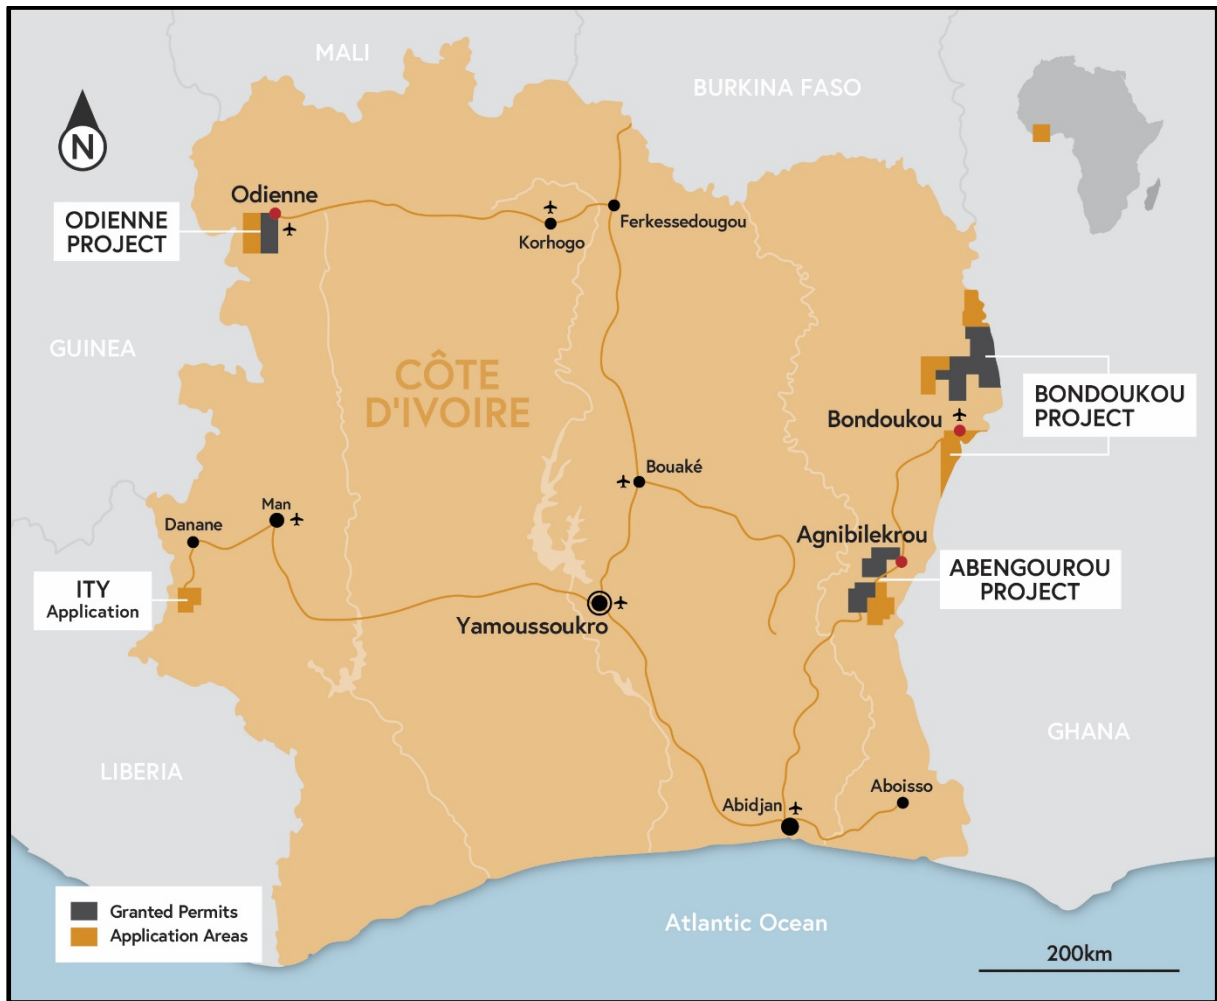 MALI
BURKINA FASO
N
Odienne
ODIENNE
PROJECT
Korhogo
Ferkessedougou
GUINEA
CÔTE
D'IVOIRE
BONDOUKOU
PROJECT
Bondoukou
Bouaké
Man
Danane
Agnibilekrou
ABENGOUROU
PROJECT
ITY
Application
Yamoussoukro
GHANA
LIBERIA
Abidjan
Aboisso
Granted Permits
Application Areas
Atlantic Ocean
200km